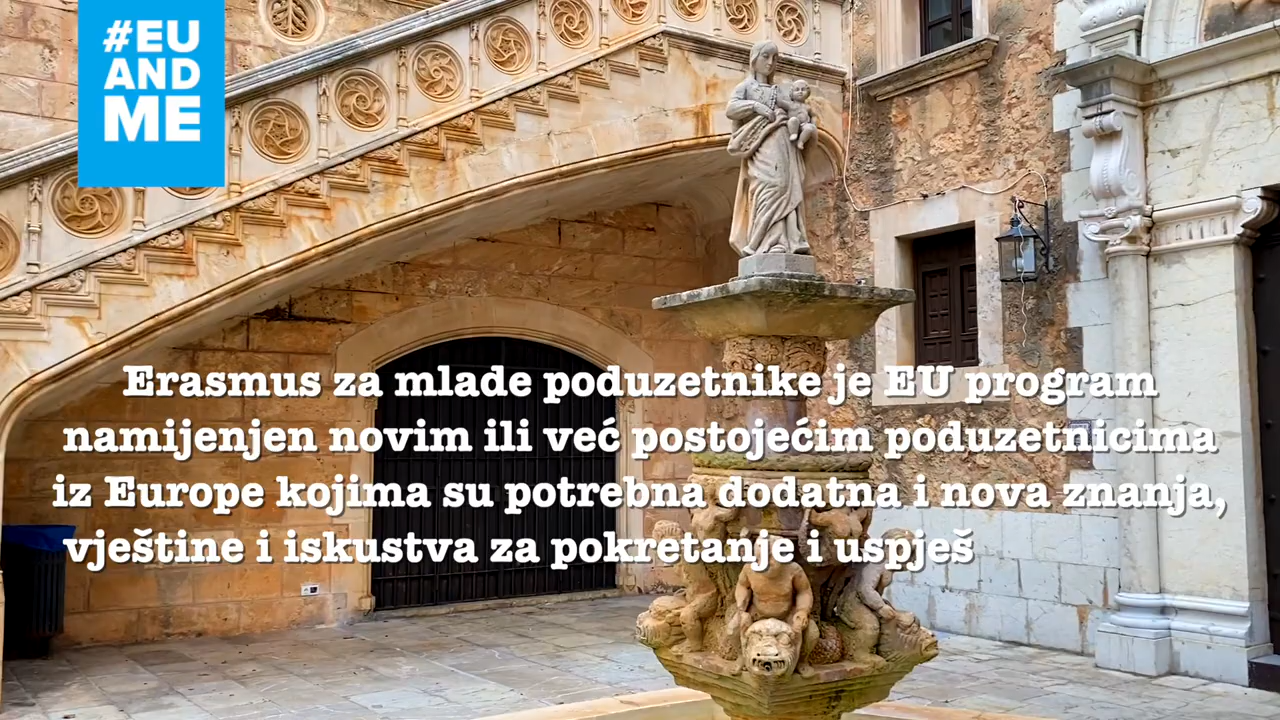 #EU
AND
ME
Erasmus za mlade poduzetnike je EU program
namijenjen novim ili već postojećim poduzetnicima
iz Europe kojima su potrebna dodatna i nova znanja,
vještine i iskustva za pokretanje i uspješ